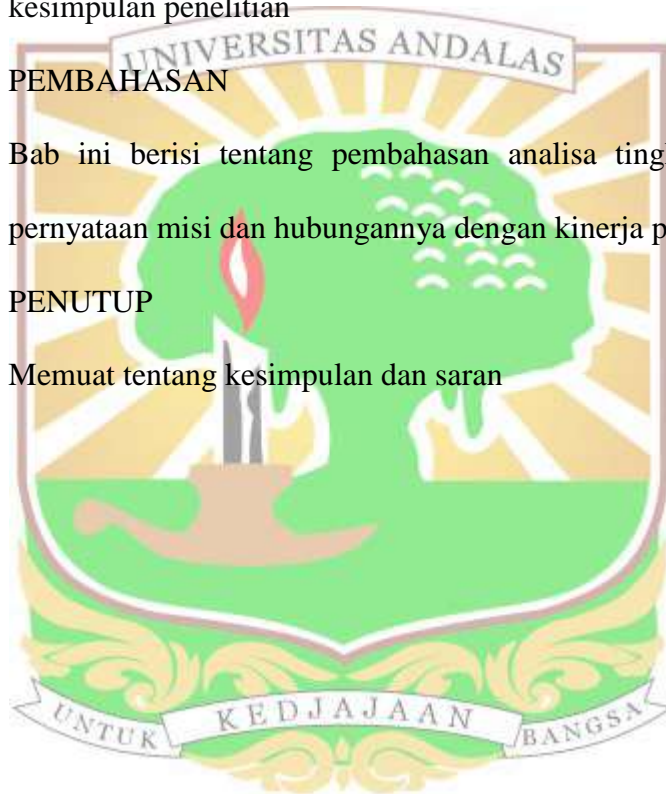 kesimpulan penelitian
UNIVERSITAS ANDALAS
PEMBAHASAN
Bab ini berisi tentang pembahasan analisa
pernyataan misi dan hubungannya dengan kinerja
PENUTUP
Memuat tentang kesimpulan dan saran
UNTUK KEDJAJAAN BANGSA